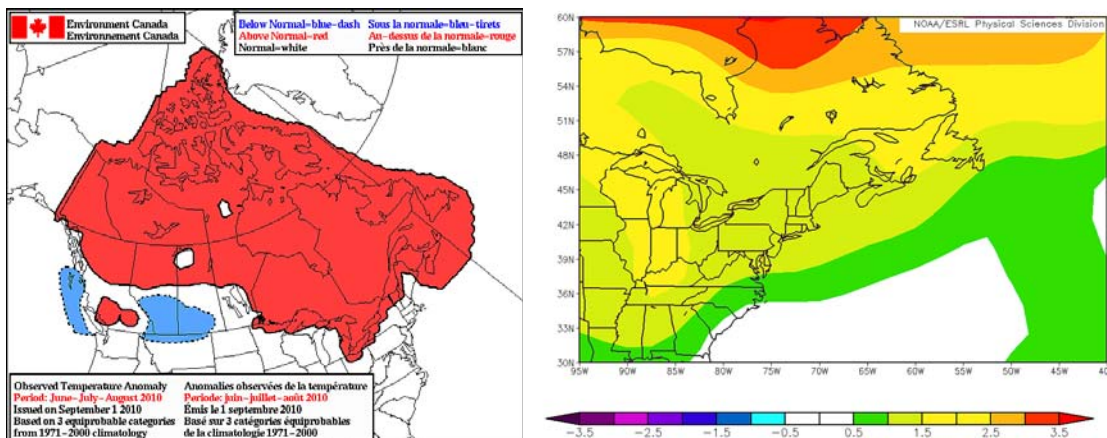 Environment Canada
Environnement Canada
Below Normal=blue-dash Sous la normale=bleu-tirets
Above Normal=red Au-dessus de la normale=rouge
Normal=white Près de la normale=blanc
Observed Temperature Anomaly Anomalies observées de la température
Period: June-July-August 2010 Periode: juin-juillet-août 2010
Issued on September 1 2010 Émis le 1 septembre 2010
Based on 3 equiprobable categories Basé sur 3 catégories équiprobables
from 1971-2000 climatology de la climatologie 1971-2000
NOAA/ESRL Physical Sciences Division
60N
57N
54N
51N
48N
45N
42N
39N
36N
33N
30N
95W 90W 85W 80W 75W 70W 65W 60W 55W 50W 45W 40W
-3.5 -2.5 -1.5 -0.5 0.5 1.5 2.5 3.5